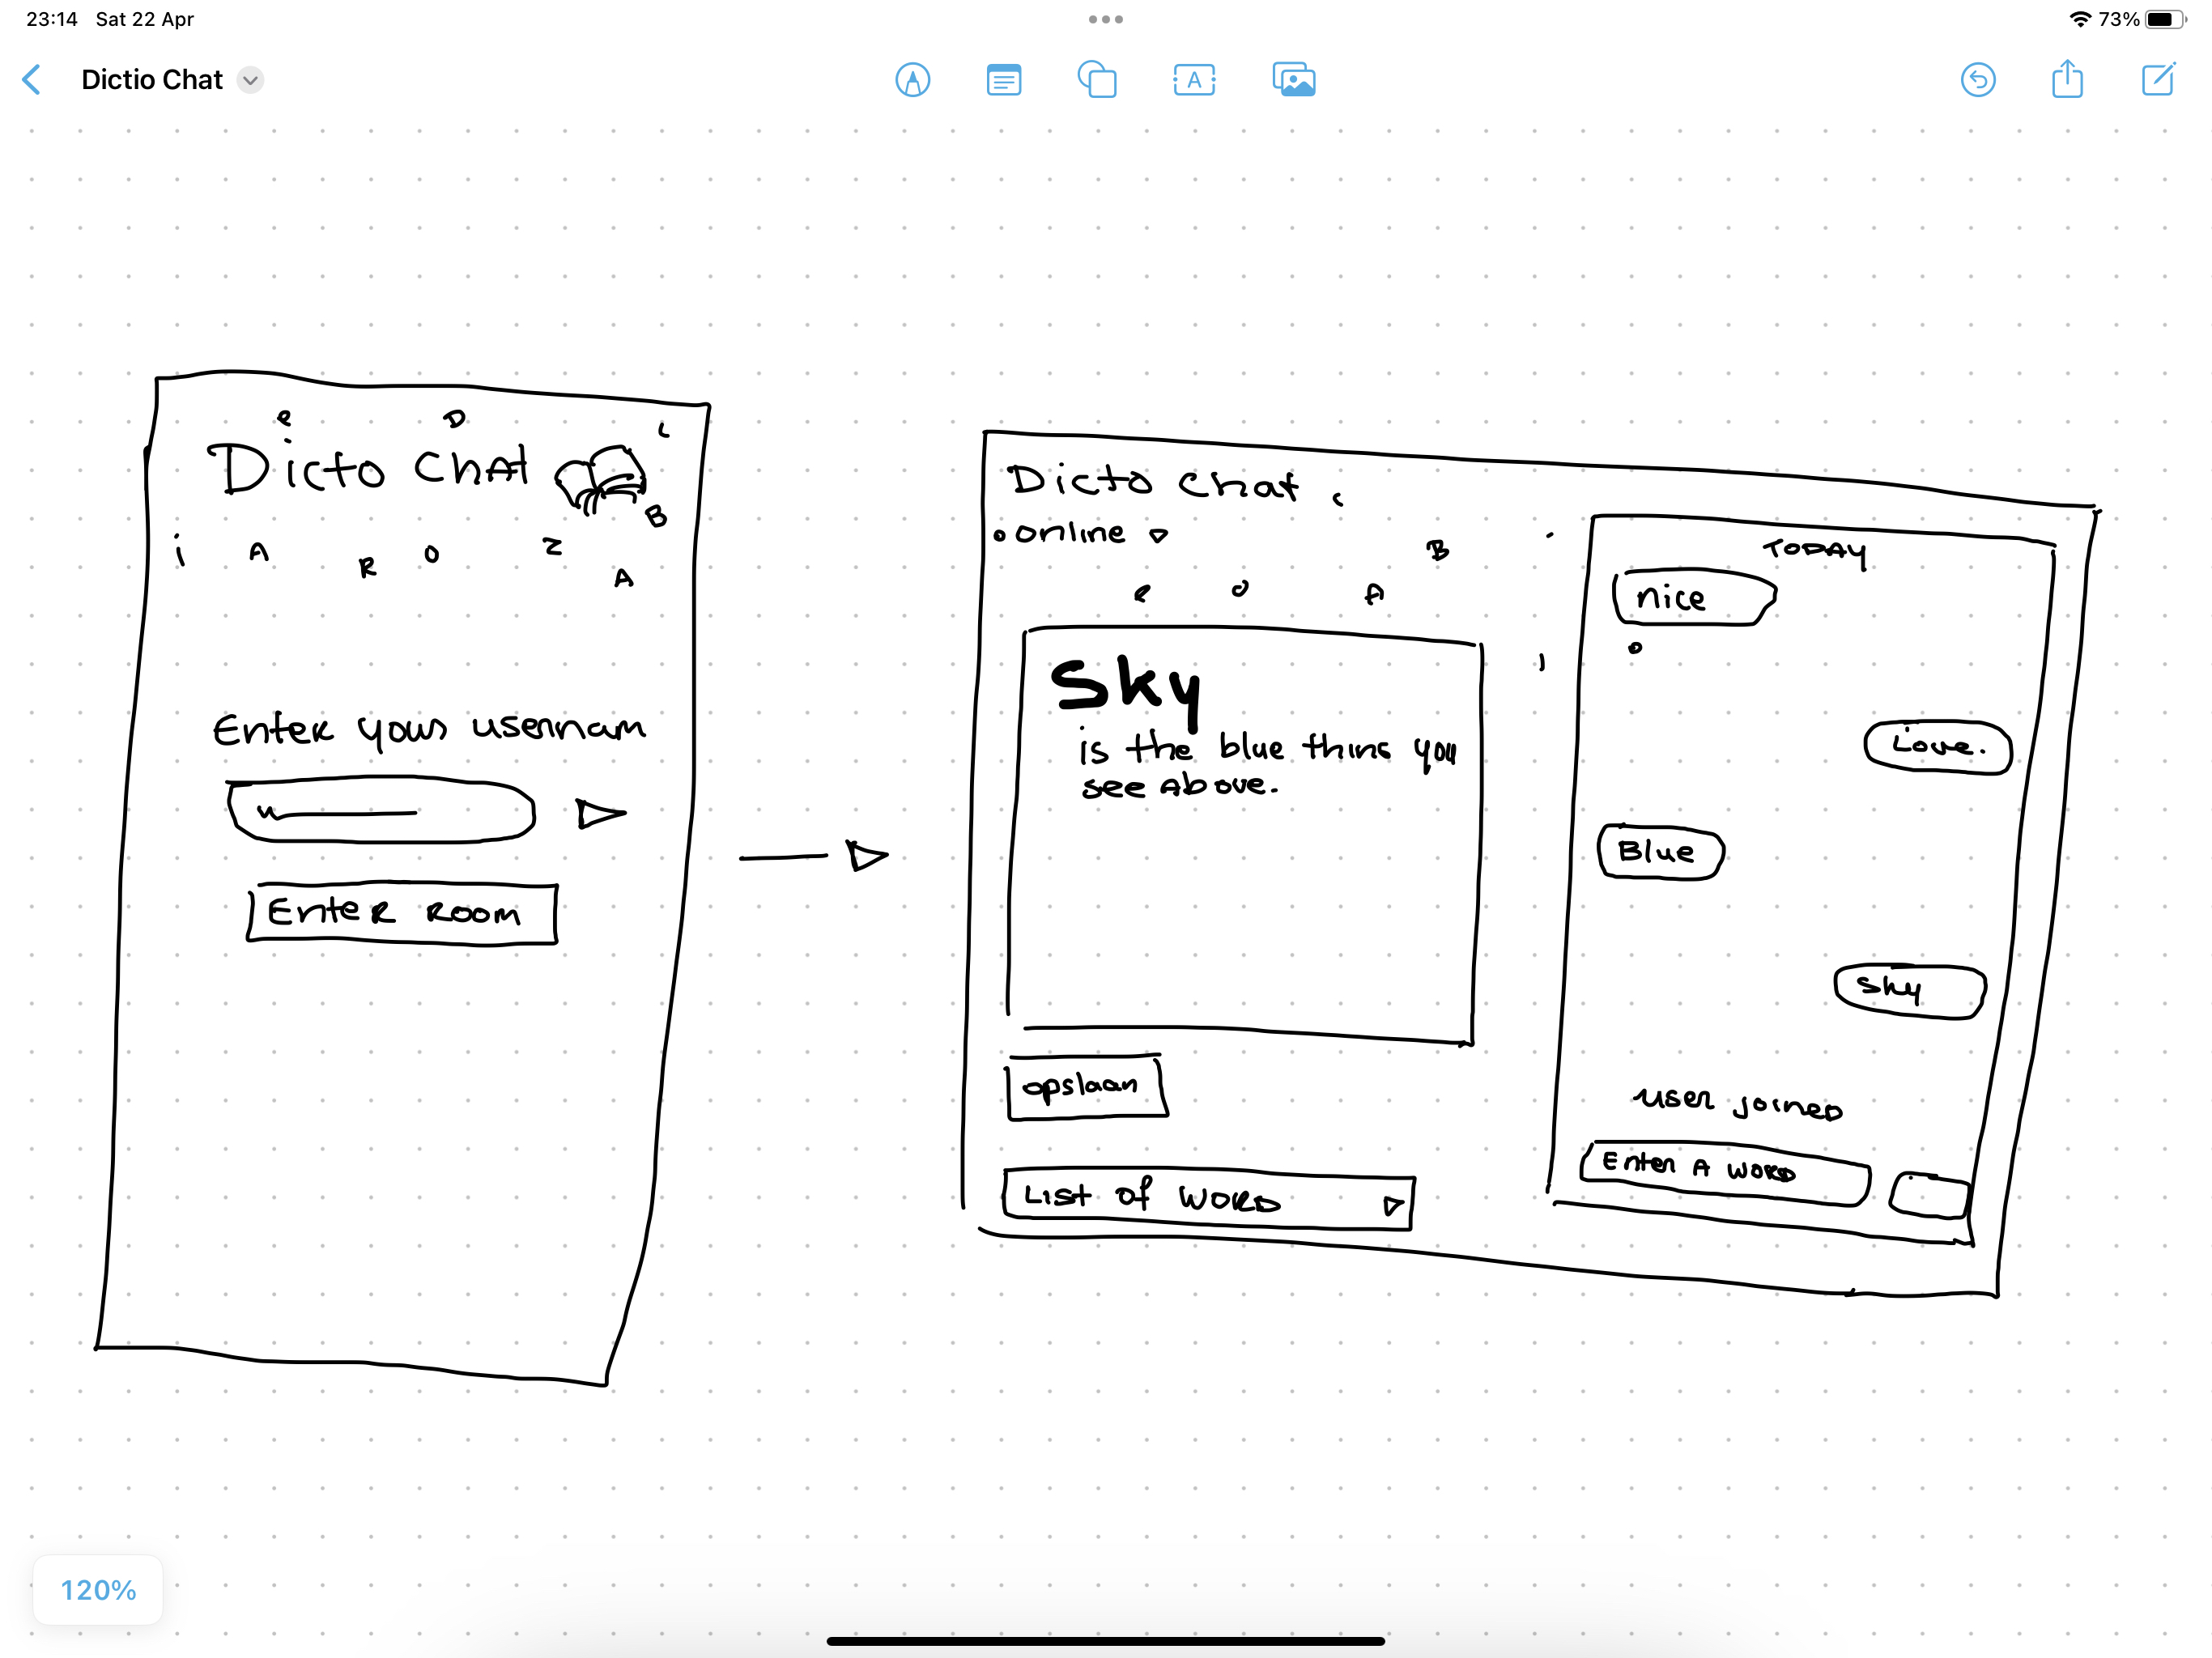 23:14 Sat 22 Apr
73%
Dictio Chat
A
e D L
Dicto Chat
B
i A R O Z A
Enter your usernam
Enter Room
Dicto chat
online
B
e o A
Sky
is the blue thing you
see Above.
opslaan
List of Word
TODAY
nice
Love.
Blue
Sky
user joined
Enter A word
120%